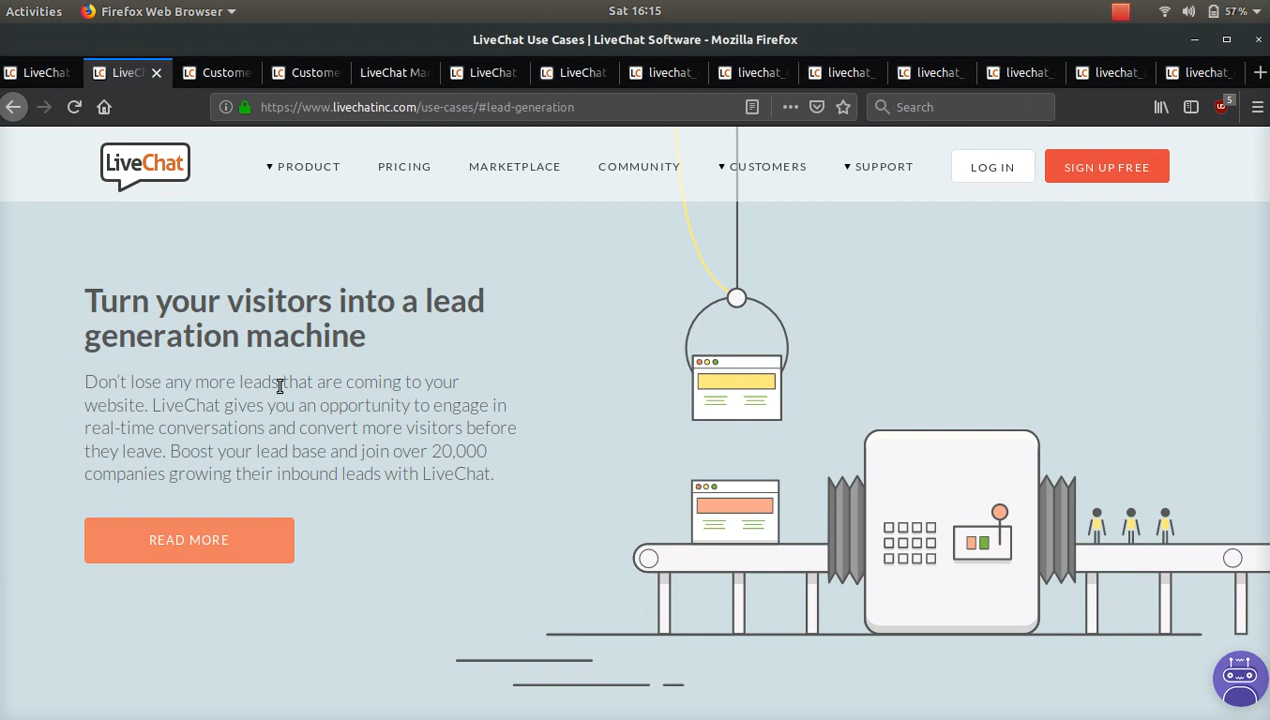 Activities Firefox Web Browser Sat 16:15 57%
LiveChat Use Cases | LiveChat Software - Mozilla Firefox
LiveChat LiveC Custome Custome LiveChat Ma LiveChat LiveChat livechat_ livechat_ livechat_ livechat_ livechat_ livechat_ livechat_
https://www.livechatinc.com/use-cases/#lead-generation Search 5
LiveChat PRODUCT PRICING MARKETPLACE COMMUNITY CUSTOMERS SUPPORT LOG IN SIGN UP FREE
Turn your visitors into a lead
generation machine
Don't lose any more leads that are coming to your
website. LiveChat gives you an opportunity to engage in
real-time conversations and convert more visitors before
they leave. Boost your lead base and join over 20,000
companies growing their inbound leads with LiveChat.
READ MORE